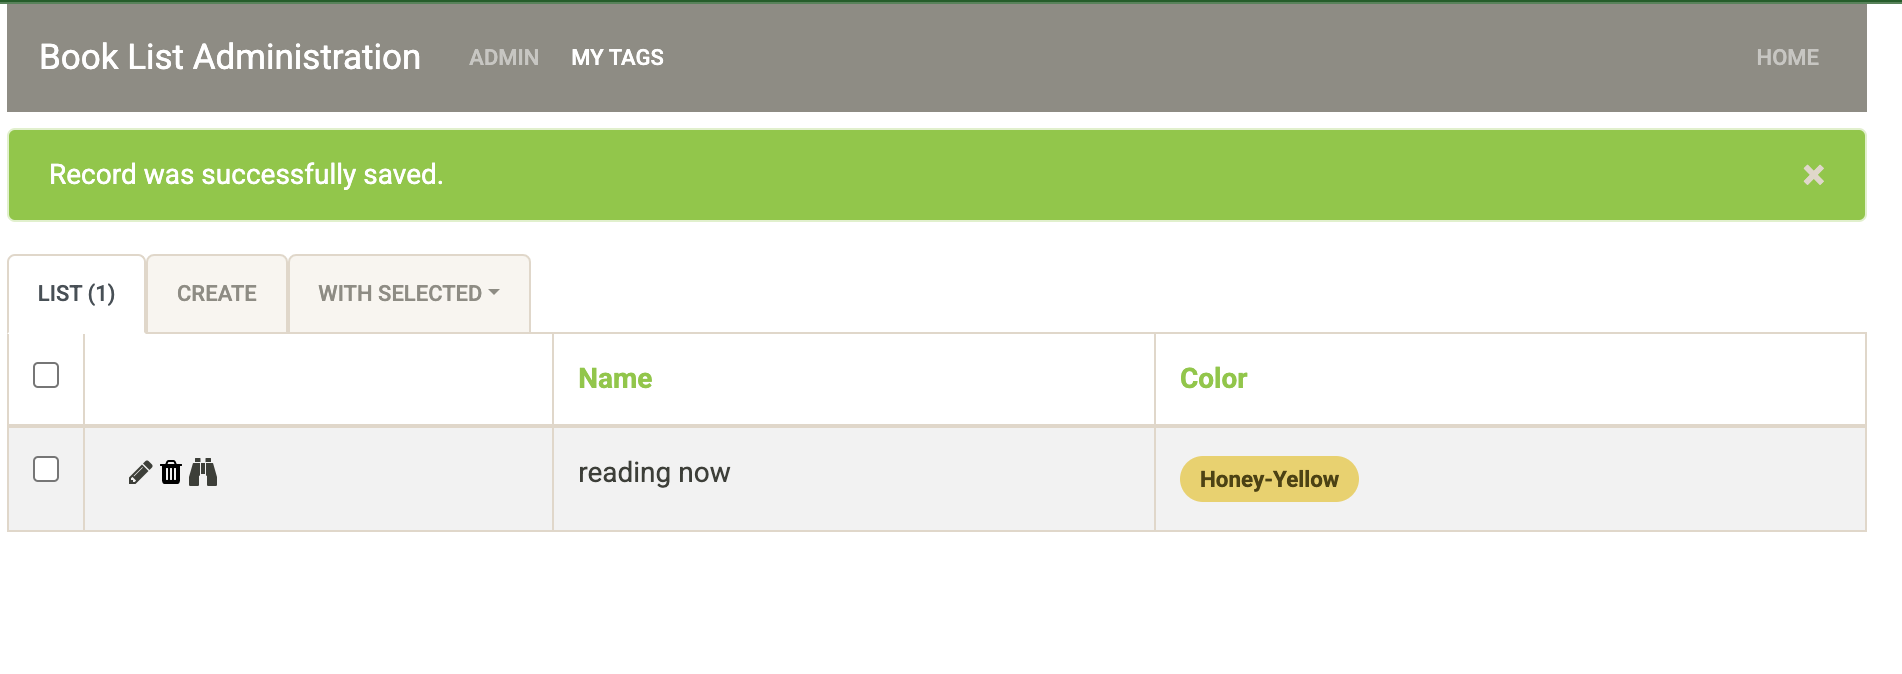 Book List Administration ADMIN MY TAGS HOME
Record was successfully saved.
LIST (1) CREATE WITH SELECTED
Name Color
reading now Honey-Yellow